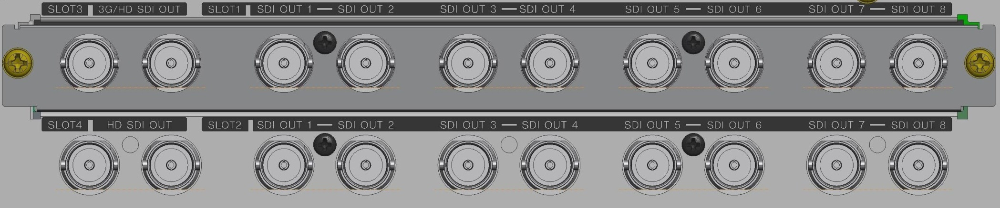 SLOT3 3G/HD SDI OUT SLOT1 SDI OUT 1 — SDI OUT 2 SDI OUT 3 — SDI OUT 4 SDI OUT 5 — SDI OUT 6 SDI OUT 7 — SDI OUT 8
SLOT4 HD SDI OUT SLOT2 SDI OUT 1 — SDI OUT 2 SDI OUT 3 — SDI OUT 4 SDI OUT 5 — SDI OUT 6 SDI OUT 7 — SDI OUT 8